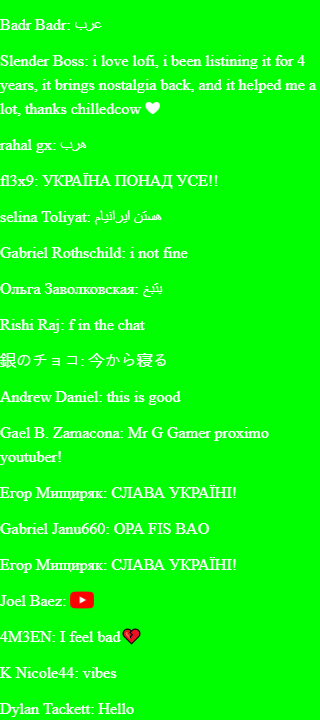 Badr Badr: عرب
Slender Boss: i love lofi, i been listining it for 4
years, it brings nostalgia back, and it helped me a
lot, thanks chilledcow 🤍
rahal gx: هرب
fl3x9: УКРАЇНА ПОНАД УСЕ!!
selina Toliyat: هستن ایرانیام
Gabriel Rothschild: i not fine
Ольга Заволковская:
Rishi Raj: f in the chat
銀のチョコ: 今から寝る
Andrew Daniel: this is good
Gael B. Zamacona: Mr G Gamer proximo
youtuber!
Егор Мищиряк: СЛАВА УКРАЇНІ!
Gabriel Janu660: OPA FIS BAO
Егор Мищиряк: СЛАВА УКРАЇНІ!
Joel Baez:
4M3EN: I feel bad💔
K Nicole44: vibes
Dylan Tackett: Hello